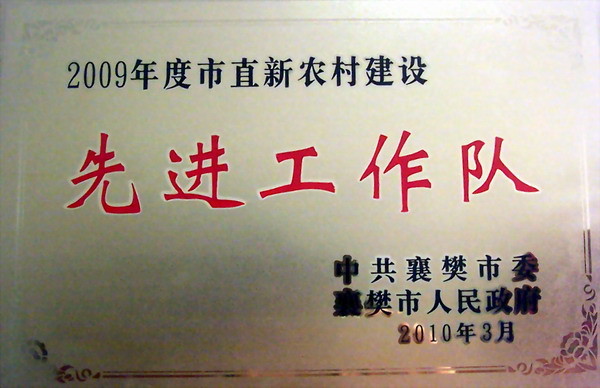 2009年度市直新农村建设
先进工作队
中共襄樊市委
襄樊市人民政府
2010年3月